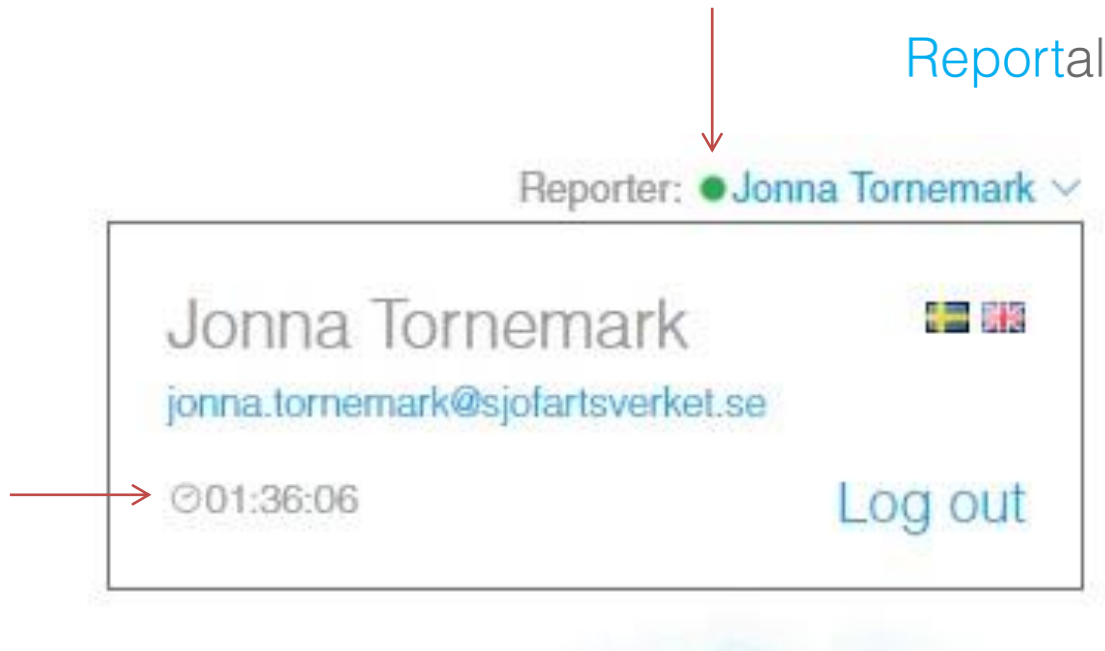 Reportal
Reporter: Jonna Tornemark
Jonna Tornemark
jonna.tornemark@sjofartsverket.se
01:36:06
Log out